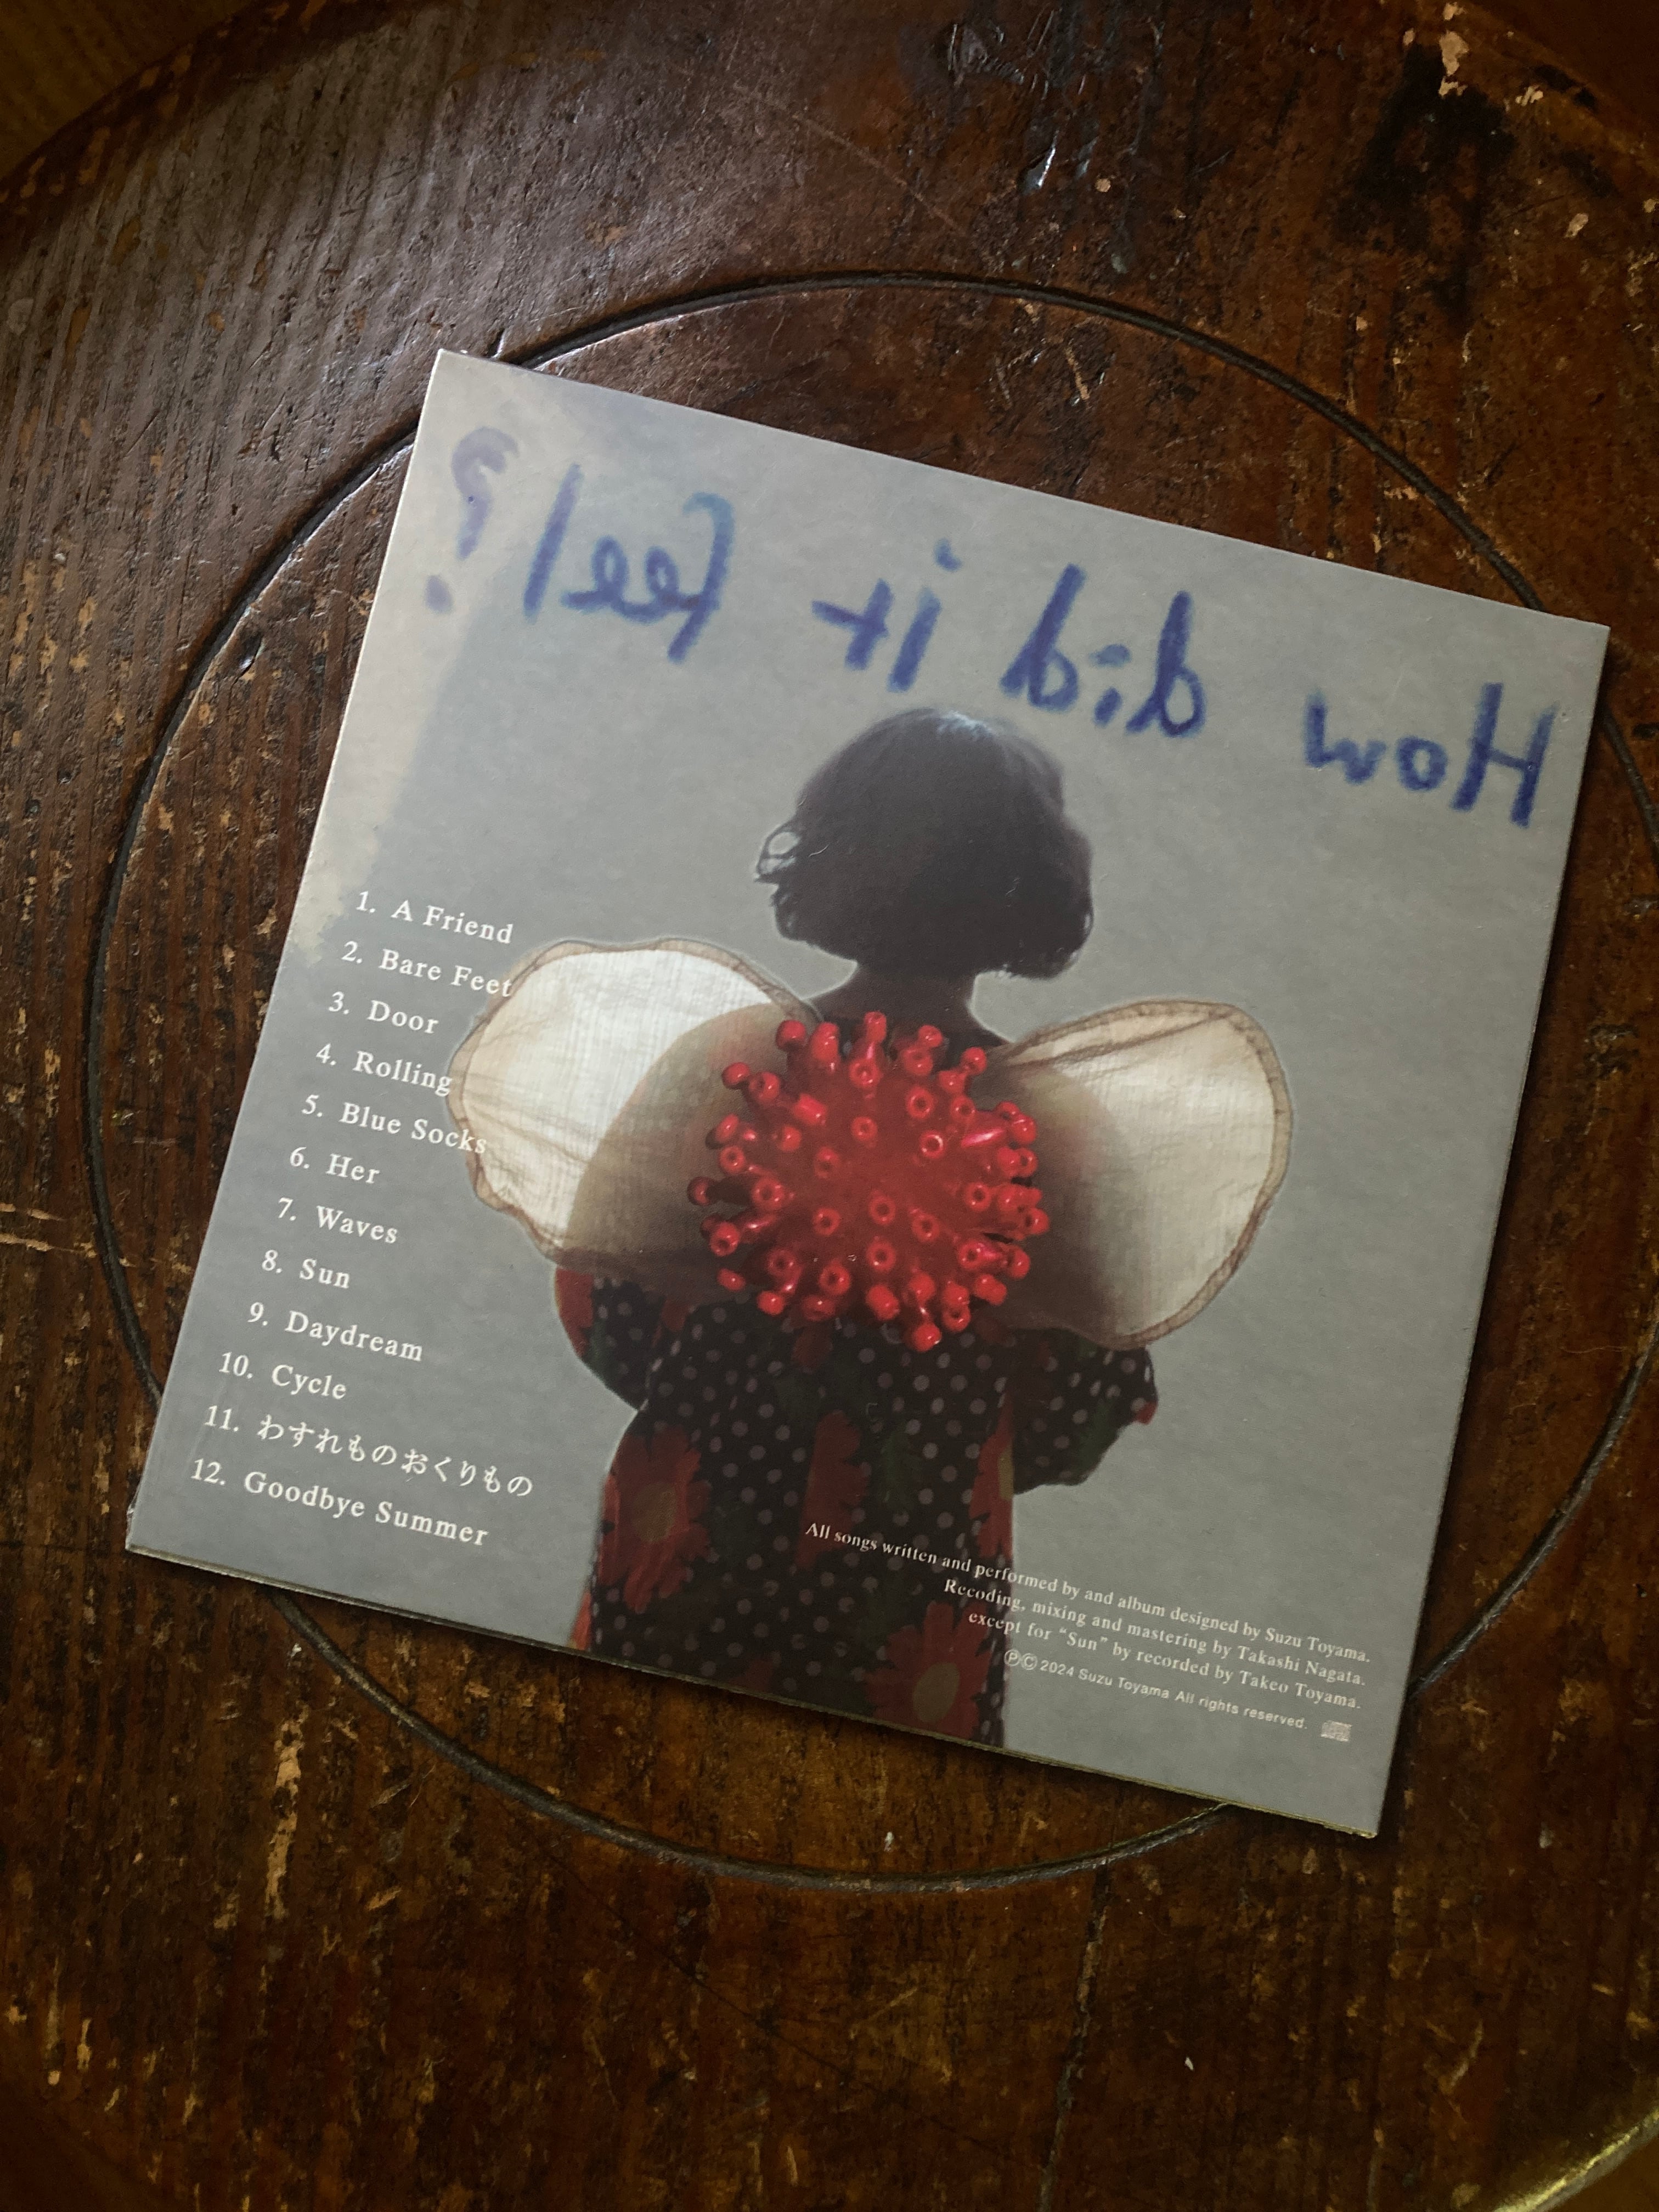 How did it feel?
1. A Friend
2. Bare Feet
3. Door
4. Rolling
5. Blue Socks
6. Her
7. Waves
8. Sun
9. Daydream
10. Cycle
11. わすれものおくりもの
12. Goodbye Summer
All songs written and performed by and album designed by Suzu Toyama.
Recoding, mixing and mastering by Takashi Nagata.
except for “Sun” by recorded by Takeo Toyama.
℗© 2024 Suzu Toyama All rights reserved.